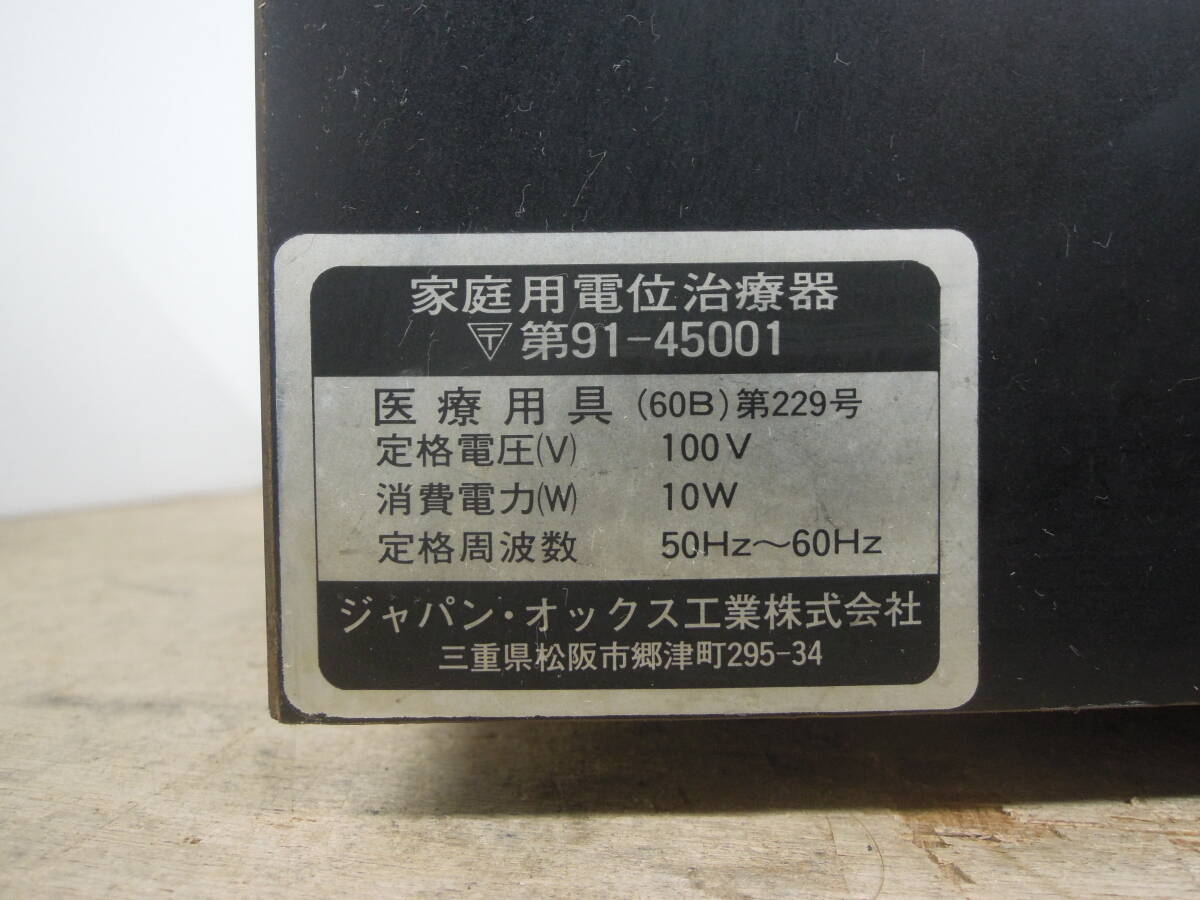 家庭用電位治療器
第91-45001
医療用具 (60B)第229号
定格電圧(V) 100V
消費電力(W) 10W
定格周波数 50Hz～60Hz
ジャパン・オックス工業株式会社
三重県松阪市郷津町295-34